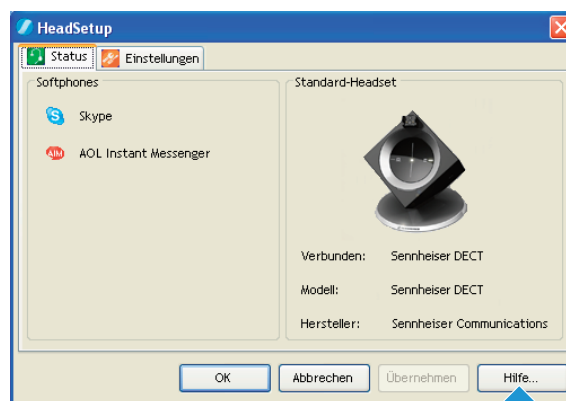 HeadSetup
Status
Einstellungen
Softphones
Skype
AIM
AOL Instant Messenger
Standard-Headset
Verbunden: Sennheiser DECT
Modell: Sennheiser DECT
Hersteller: Sennheiser Communications
OK
Abbrechen
Übernehmen
Hilfe...